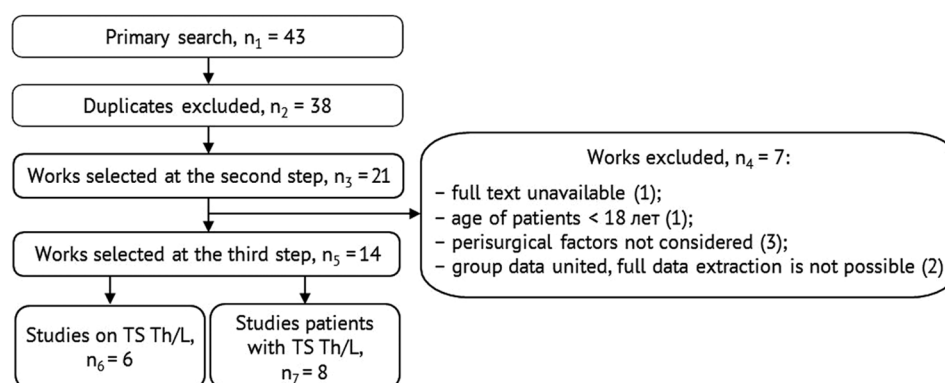 Primary search, n₁ = 43
Duplicates excluded, n₂ = 38
Works selected at the second step, n₃ = 21
Works excluded, n₄ = 7:
– full text unavailable (1);
– age of patients < 18 лет (1);
– perisurgical factors not considered (3);
– group data united, full data extraction is not possible (2)
Works selected at the third step, n₅ = 14
Studies on TS Th/L,
n₆ = 6
Studies patients
with TS Th/L,
n₇ = 8